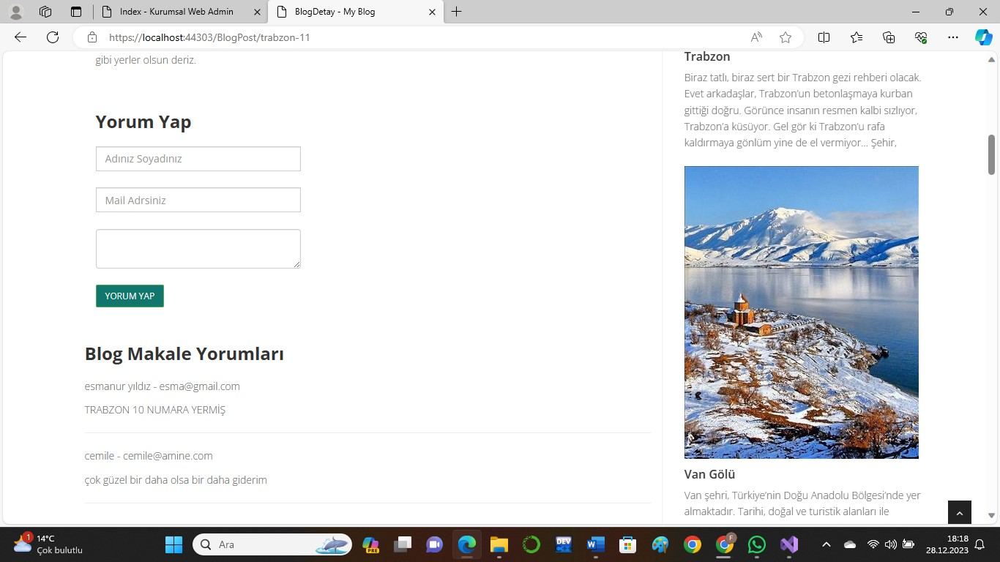 Index - Kurumsal Web Admin
BlogDetay - My Blog
https://localhost:44303/BlogPost/trabzon-11
gibi yerler olsun deriz.
Yorum Yap
Adınız Soyadınız
Mail Adrsiniz
YORUM YAP
Blog Makale Yorumları
esmanur yıldız - esma@gmail.com
TRABZON 10 NUMARA YERMİŞ
cemile - cemile@amine.com
çok güzel bir daha olsa bir daha giderim
Trabzon
Biraz tatlı, biraz sert bir Trabzon gezi rehberi olacak.
Evet arkadaşlar, Trabzon’un betonlaşmaya kurban
gittiği doğru. Görünce insanın resmen kalbi sızlıyor,
Trabzon’a küsüyor. Gel gör ki Trabzon’u rafa
kaldırmaya gönlüm yine de el vermiyor… Şehir,
Van Gölü
Van şehri, Türkiye’nin Doğu Anadolu Bölgesi’nde yer
almaktadır. Tarihi, doğal ve turistik alanları ile
1
14°C
Çok bulutlu
Ara
PRE
DEV
W
F
18:18
28.12.2023